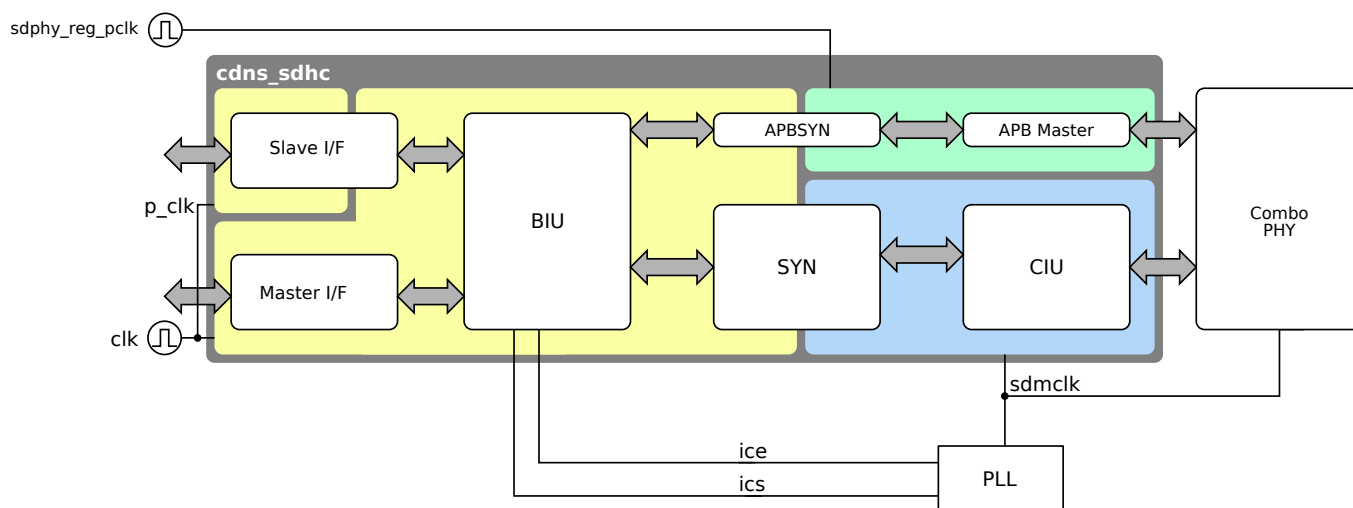 sdphy_reg_pclk
cdns_sdhc
APBSYN
APB Master
Slave I/F
p_clk
BIU
Combo
PHY
SYN
CIU
Master I/F
clk
sdmclk
ice
ics
PLL